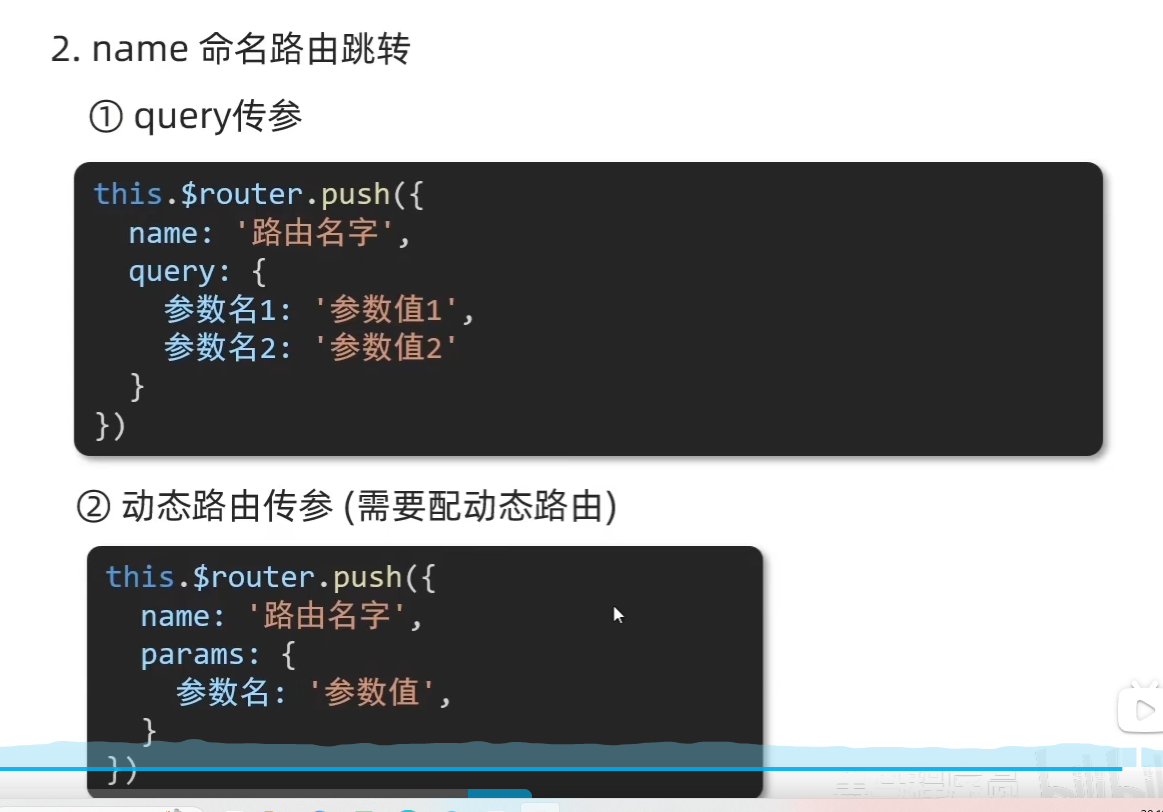 2. name 命名路由跳转
① query传参
this.$router.push({
  name: '路由名字',
  query: {
    参数名1: '参数值1',
    参数名2: '参数值2'
  }
})
② 动态路由传参 (需要配动态路由)
this.$router.push({
  name: '路由名字',
  params: {
    参数名: '参数值',
  }
})